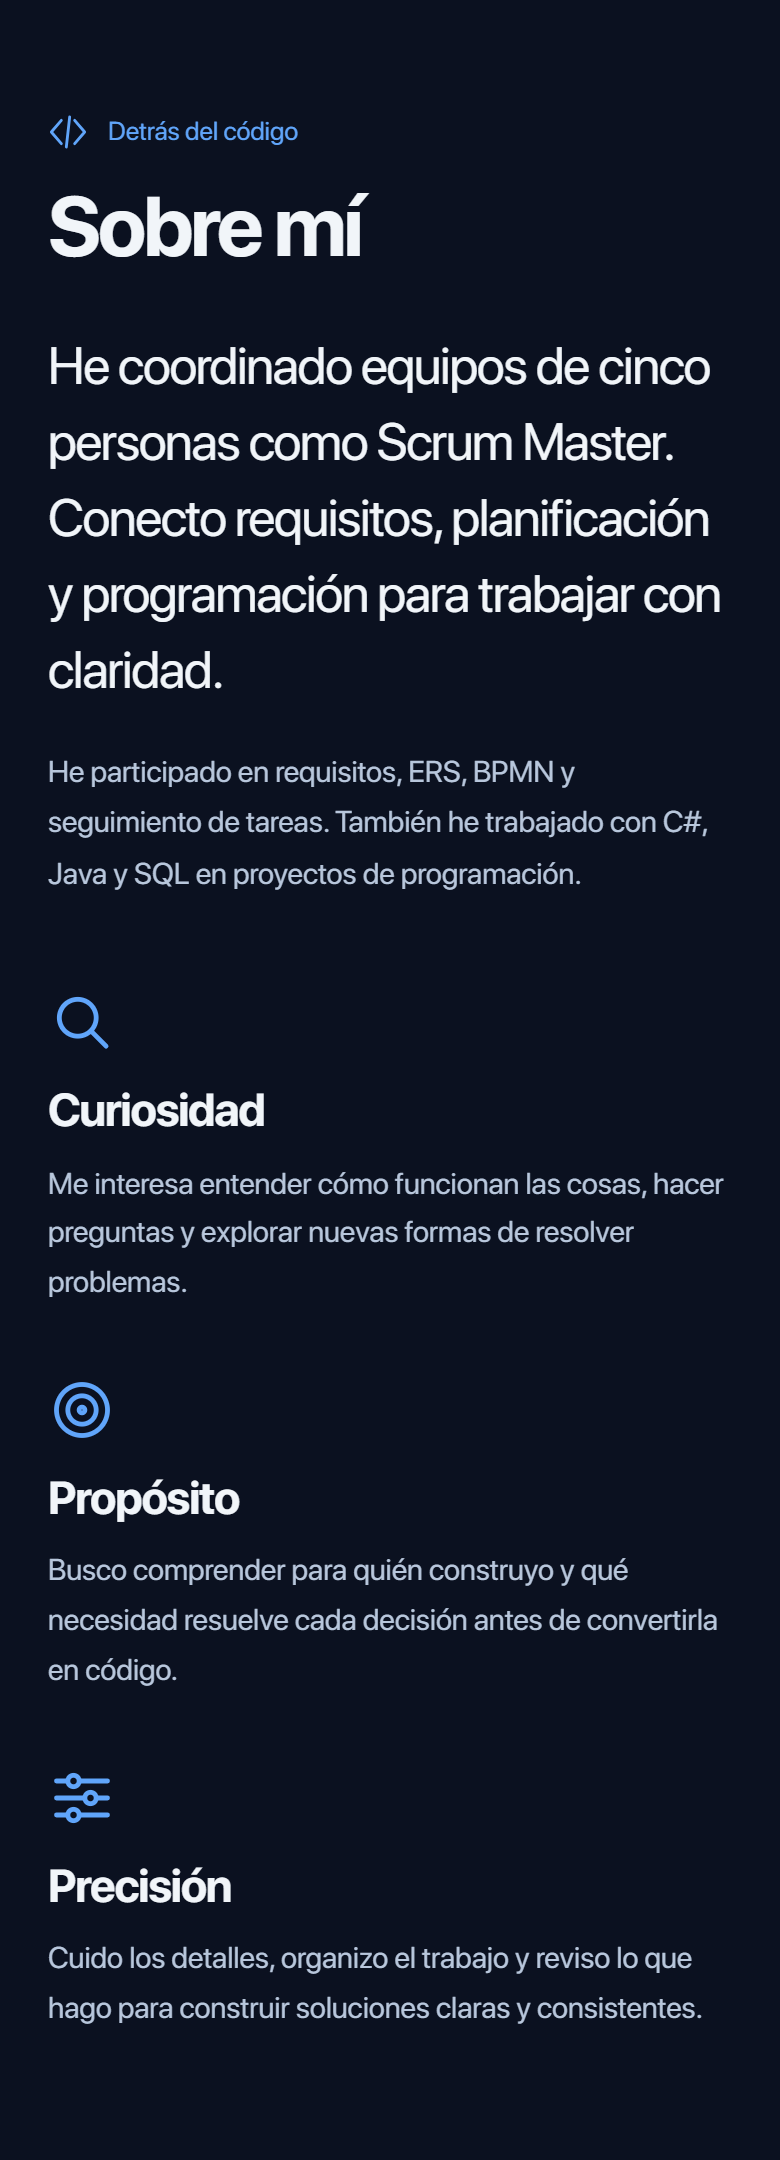 Detrás del código
Sobre mí
He coordinado equipos de cinco
personas como Scrum Master.
Conecto requisitos, planificación
y programación para trabajar con
claridad.
He participado en requisitos, ERS, BPMN y
seguimiento de tareas. También he trabajado con C#,
Java y SQL en proyectos de programación.
Curiosidad
Me interesa entender cómo funcionan las cosas, hacer
preguntas y explorar nuevas formas de resolver
problemas.
Propósito
Busco comprender para quién construyo y qué
necesidad resuelve cada decisión antes de convertirla
en código.
Precisión
Cuido los detalles, organizo el trabajo y reviso lo que
hago para construir soluciones claras y consistentes.